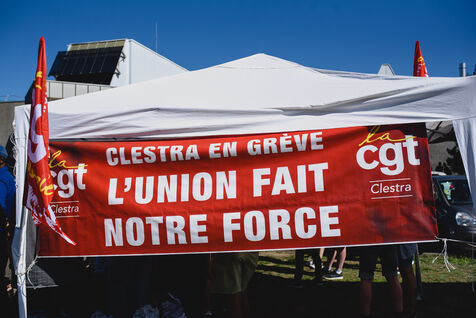 la
cgt
Clestra
CLESTRA EN GRÈVE
L'UNION FAIT
NOTRE FORCE
la
cgt
Clestra